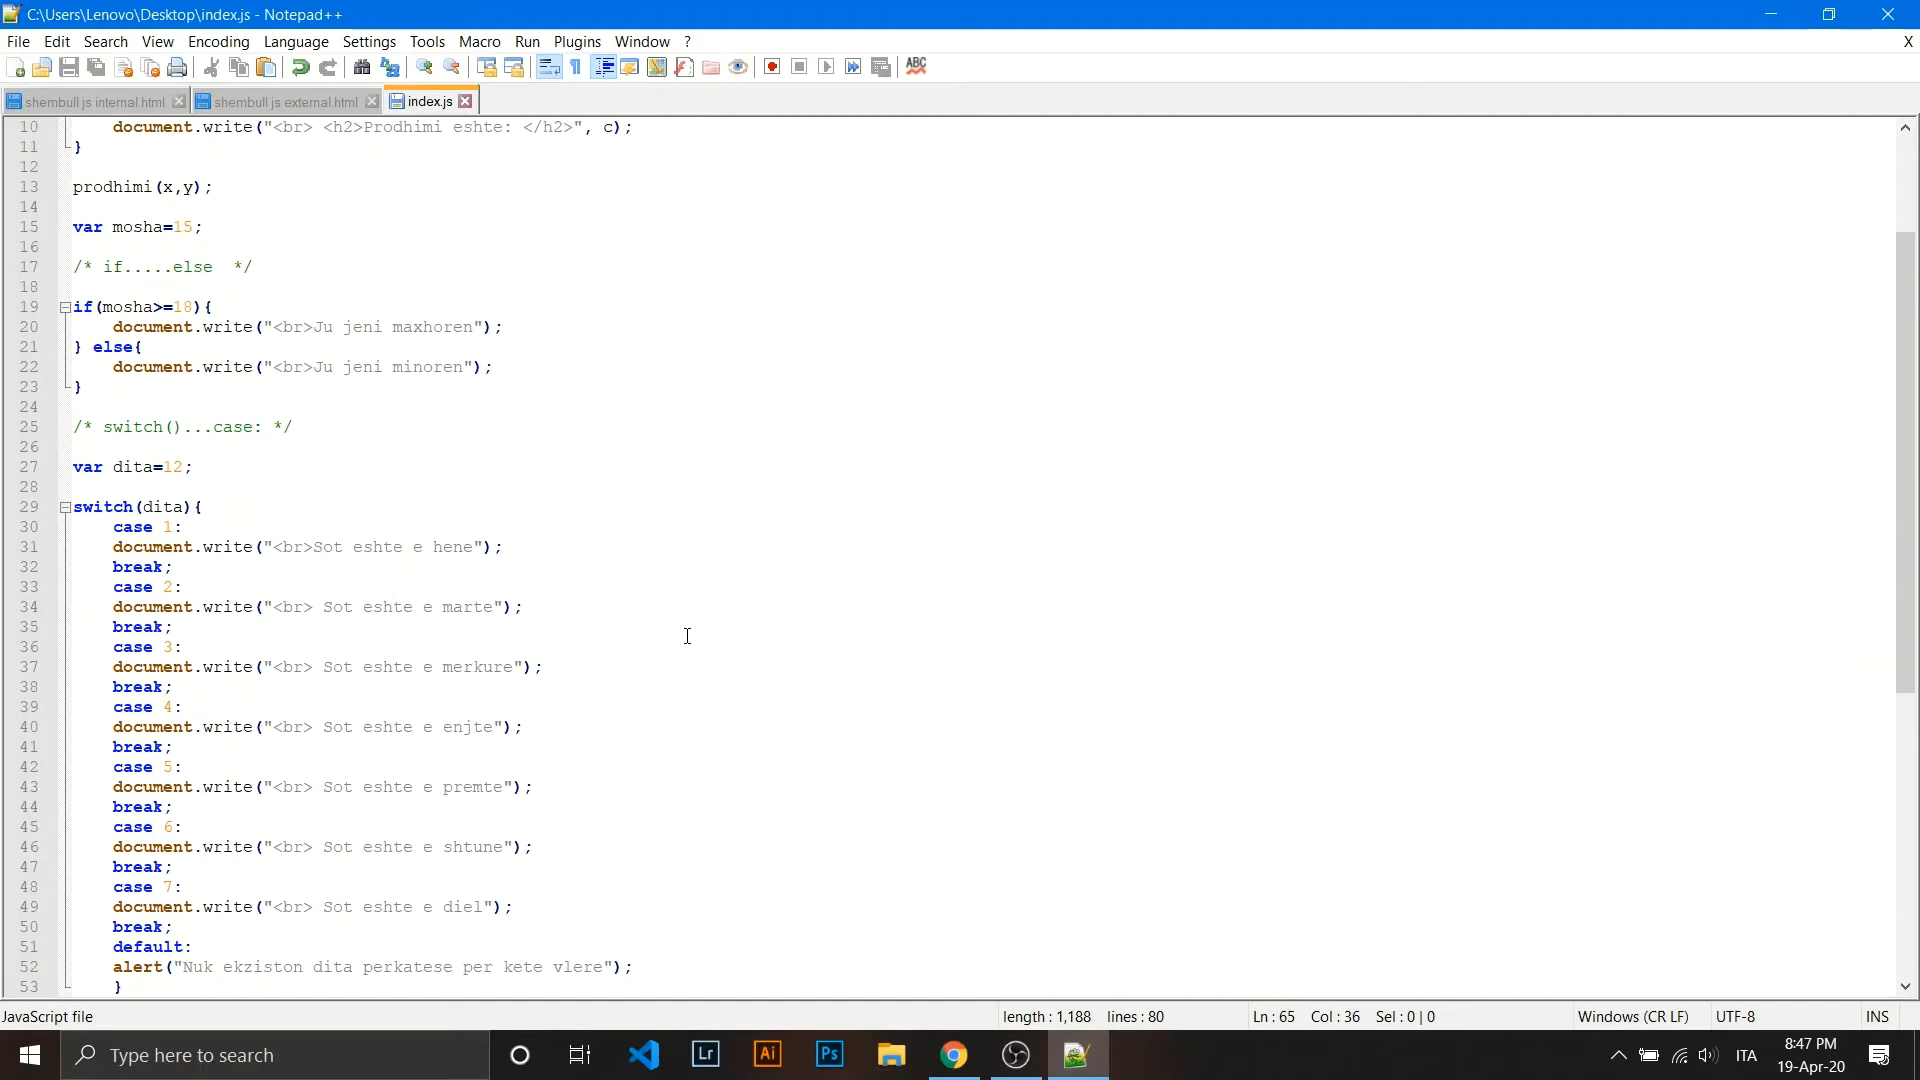 C:\Users\Lenovo\Desktop\index.js - Notepad++
File Edit Search View Encoding Language Settings Tools Macro Run Plugins Window ? X
ABC
shembull js internal.html shembull js external.html index.js
10 document.write("<br> <h2>Prodhimi eshte: </h2>", c);
11 }
12
13 prodhimi(x,y);
14
15 var mosha=15;
16
17 /* if.....else  */
18
19 if(mosha>=18){
20 document.write("<br>Ju jeni maxhoren");
21 } else{
22 document.write("<br>Ju jeni minoren");
23 }
24
25 /* switch()...case: */
26
27 var dita=12;
28
29 switch(dita){
30 case 1:
31 document.write("<br>Sot eshte e hene");
32 break;
33 case 2:
34 document.write("<br> Sot eshte e marte");
35 break;
36 case 3:
37 document.write("<br> Sot eshte e merkure");
38 break;
39 case 4:
40 document.write("<br> Sot eshte e enjte");
41 break;
42 case 5:
43 document.write("<br> Sot eshte e premte");
44 break;
45 case 6:
46 document.write("<br> Sot eshte e shtune");
47 break;
48 case 7:
49 document.write("<br> Sot eshte e diel");
50 break;
51 default:
52 alert("Nuk ekziston dita perkatese per kete vlere");
53 }
JavaScript file length : 1,188 lines : 80 Ln : 65 Col : 36 Sel : 0 | 0 Windows (CR LF) UTF-8 INS
Type here to search Lr Ai Ps ITA 8:47 PM
19-Apr-20